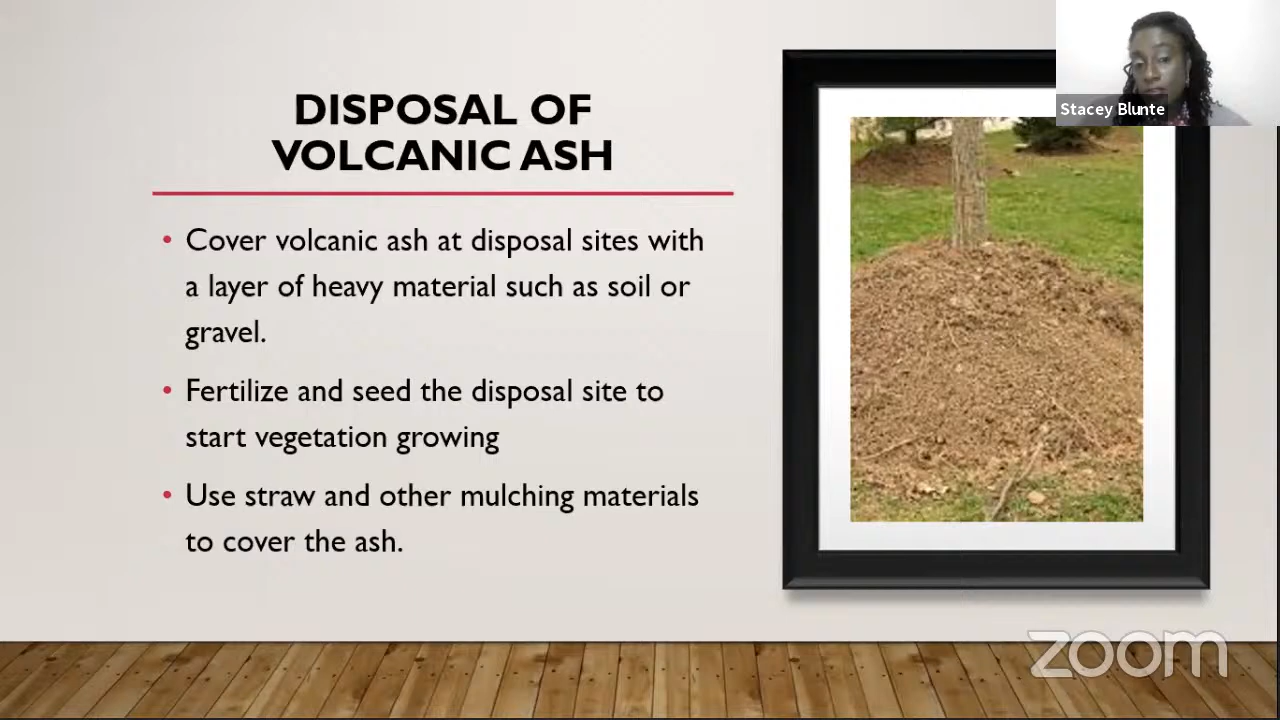 DISPOSAL OF
VOLCANIC ASH
• Cover volcanic ash at disposal sites with
a layer of heavy material such as soil or
gravel.
• Fertilize and seed the disposal site to
start vegetation growing
• Use straw and other mulching materials
to cover the ash.
Stacey Blunte
zoom